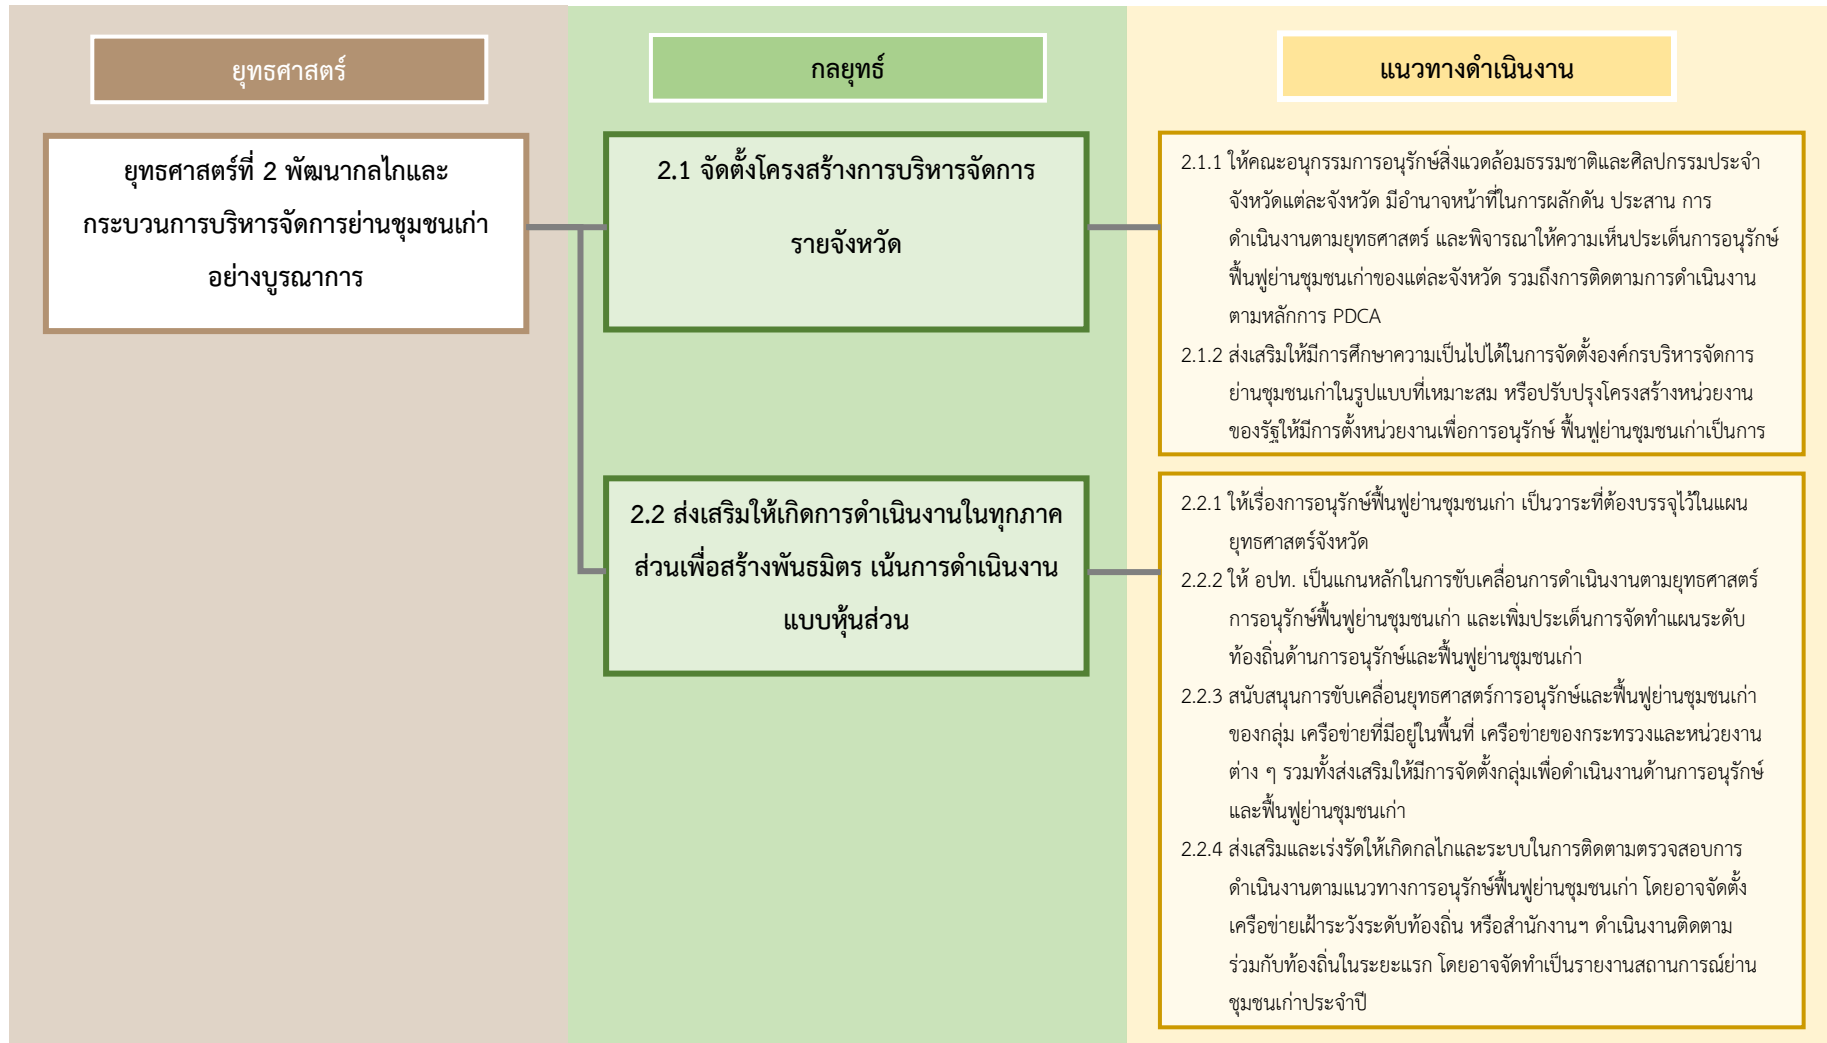 ยุทธศาสตร์
กลยุทธ์
แนวทางดำเนินงาน
ยุทธศาสตร์ที่ 2 พัฒนากลไกและ
กระบวนการบริหารจัดการย่านชุมชนเก่า
อย่างบูรณาการ
2.1 จัดตั้งโครงสร้างการบริหารจัดการ
รายจังหวัด
2.1.1 ให้คณะอนุกรรมการอนุรักษ์สิ่งแวดล้อมธรรมชาติและศิลปกรรมประจำ
จังหวัดแต่ละจังหวัด มีอำนาจหน้าที่ในการผลักดัน ประสาน การ
ดำเนินงานตามยุทธศาสตร์ และพิจารณาให้ความเห็นประเด็นการอนุรักษ์
ฟื้นฟูย่านชุมชนเก่าของแต่ละจังหวัด รวมถึงการติดตามการดำเนินงาน
ตามหลักการ PDCA
2.1.2 ส่งเสริมให้มีการศึกษาความเป็นไปได้ในการจัดตั้งองค์กรบริหารจัดการ
ย่านชุมชนเก่าในรูปแบบที่เหมาะสม หรือปรับปรุงโครงสร้างหน่วยงาน
ของรัฐให้มีการตั้งหน่วยงานเพื่อการอนุรักษ์ ฟื้นฟูย่านชุมชนเก่าเป็นการ
2.2 ส่งเสริมให้เกิดการดำเนินงานในทุกภาค
ส่วนเพื่อสร้างพันธมิตร เน้นการดำเนินงาน
แบบหุ้นส่วน
2.2.1 ให้เรื่องการอนุรักษ์ฟื้นฟูย่านชุมชนเก่า เป็นวาระที่ต้องบรรจุไว้ในแผน
ยุทธศาสตร์จังหวัด
2.2.2 ให้ อปท. เป็นแกนหลักในการขับเคลื่อนการดำเนินงานตามยุทธศาสตร์
การอนุรักษ์ฟื้นฟูย่านชุมชนเก่า และเพิ่มประเด็นการจัดทำแผนระดับ
ท้องถิ่นด้านการอนุรักษ์และฟื้นฟูย่านชุมชนเก่า
2.2.3 สนับสนุนการขับเคลื่อนยุทธศาสตร์การอนุรักษ์และฟื้นฟูย่านชุมชนเก่า
ของกลุ่ม เครือข่ายที่มีอยู่ในพื้นที่ เครือข่ายของกระทรวงและหน่วยงาน
ต่าง ๆ รวมทั้งส่งเสริมให้มีการจัดตั้งกลุ่มเพื่อดำเนินงานด้านการอนุรักษ์
และฟื้นฟูย่านชุมชนเก่า
2.2.4 ส่งเสริมและเร่งรัดให้เกิดกลไกและระบบในการติดตามตรวจสอบการ
ดำเนินงานตามแนวทางการอนุรักษ์ฟื้นฟูย่านชุมชนเก่า โดยอาจจัดตั้ง
เครือข่ายเฝ้าระวังระดับท้องถิ่น หรือสำนักงานฯ ดำเนินงานติดตาม
ร่วมกับท้องถิ่นในระยะแรก โดยอาจจัดทำเป็นรายงานสถานการณ์ย่าน
ชุมชนเก่าประจำปี